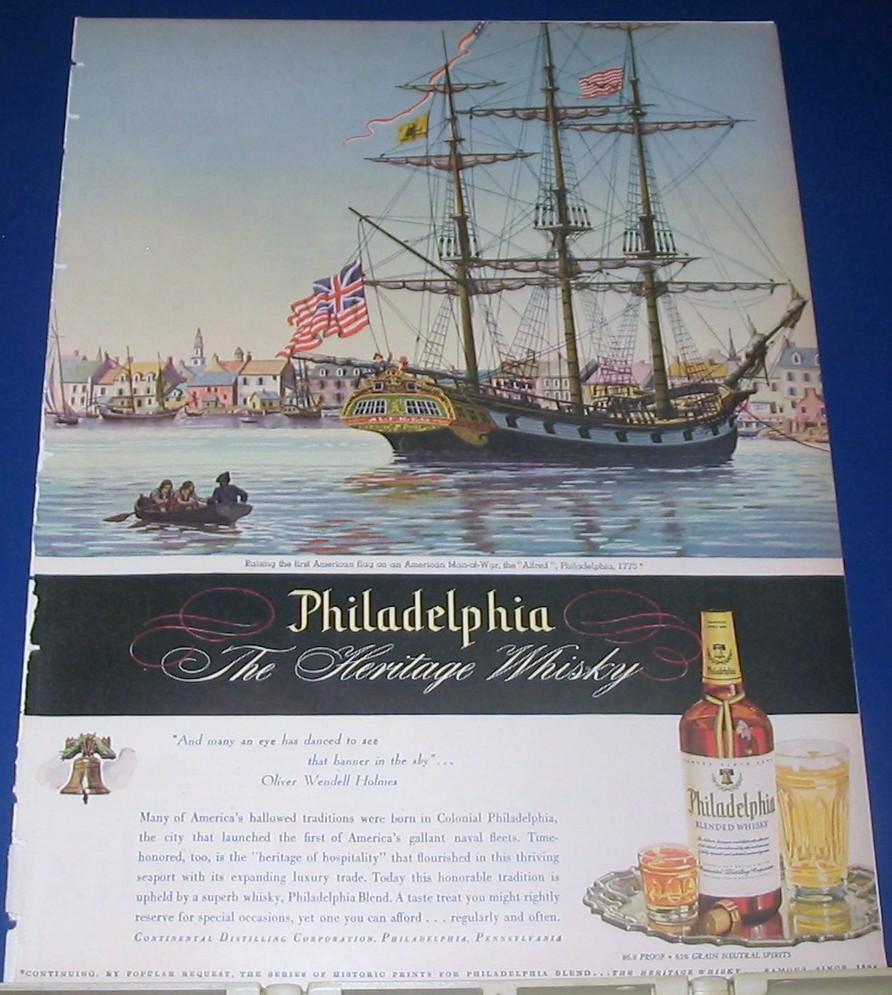 ALFRED
Raising the first American flag on an American Man-of-War, the "Alfred"; Philadelphia, 1775*
Philadelphia
The Heritage Whisky
"And many an eye has danced to see
that banner in the sky"...
Oliver Wendell Holmes
Many of America's hallowed traditions were born in Colonial Philadelphia,
the city that launched the first of America's gallant naval fleets. Time-
honored, too, is the "heritage of hospitality" that flourished in this thriving
seaport with its expanding luxury trade. Today this honorable tradition is
upheld by a superb whisky, Philadelphia Blend. A taste treat you might rightly
reserve for special occasions, yet one you can afford . . . regularly and often.
CONTINENTAL DISTILLING CORPORATION, PHILADELPHIA, PENNSYLVANIA
Philadelphia
BLENDED WHISKY
Continental Distilling Corporation
86.8 PROOF • 65% GRAIN NEUTRAL SPIRITS
*CONTINUING, BY POPULAR REQUEST, THE SERIES OF HISTORIC PRINTS FOR PHILADELPHIA BLEND...THE HERITAGE WHISKY... FAMOUS SINCE 1894